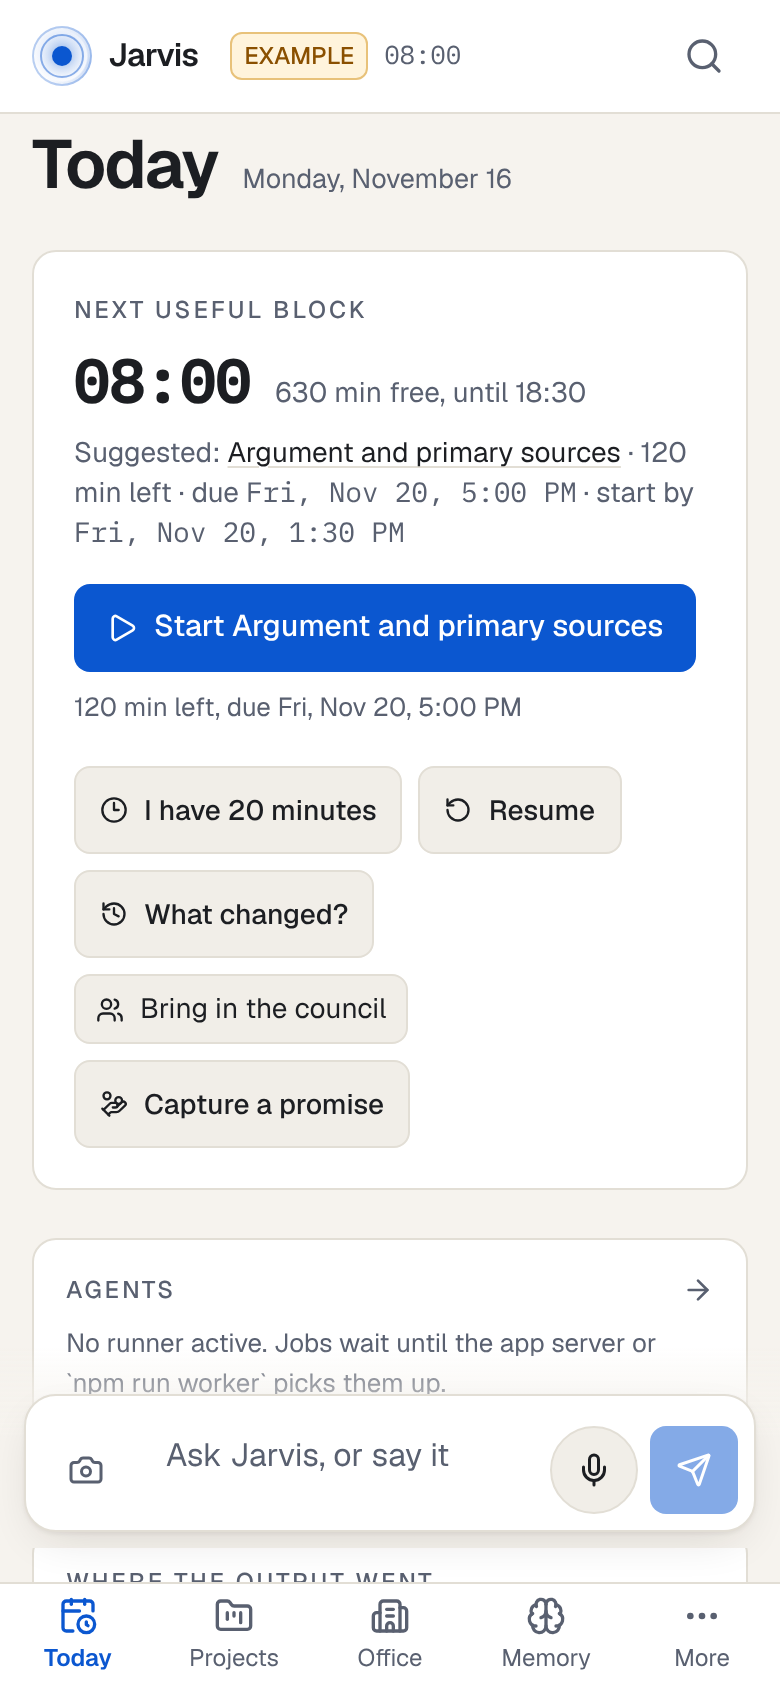 Jarvis EXAMPLE 08:00
Today Monday, November 16
NEXT USEFUL BLOCK
08:00 630 min free, until 18:30
Suggested: Argument and primary sources · 120
min left · due Fri, Nov 20, 5:00 PM · start by
Fri, Nov 20, 1:30 PM
Start Argument and primary sources
120 min left, due Fri, Nov 20, 5:00 PM
I have 20 minutes
Resume
What changed?
Bring in the council
Capture a promise
AGENTS
No runner active. Jobs wait until the app server or
`npm run worker` picks them up.
Ask Jarvis, or say it
WHERE THE OUTPUT WENT
Today
Projects
Office
Memory
More